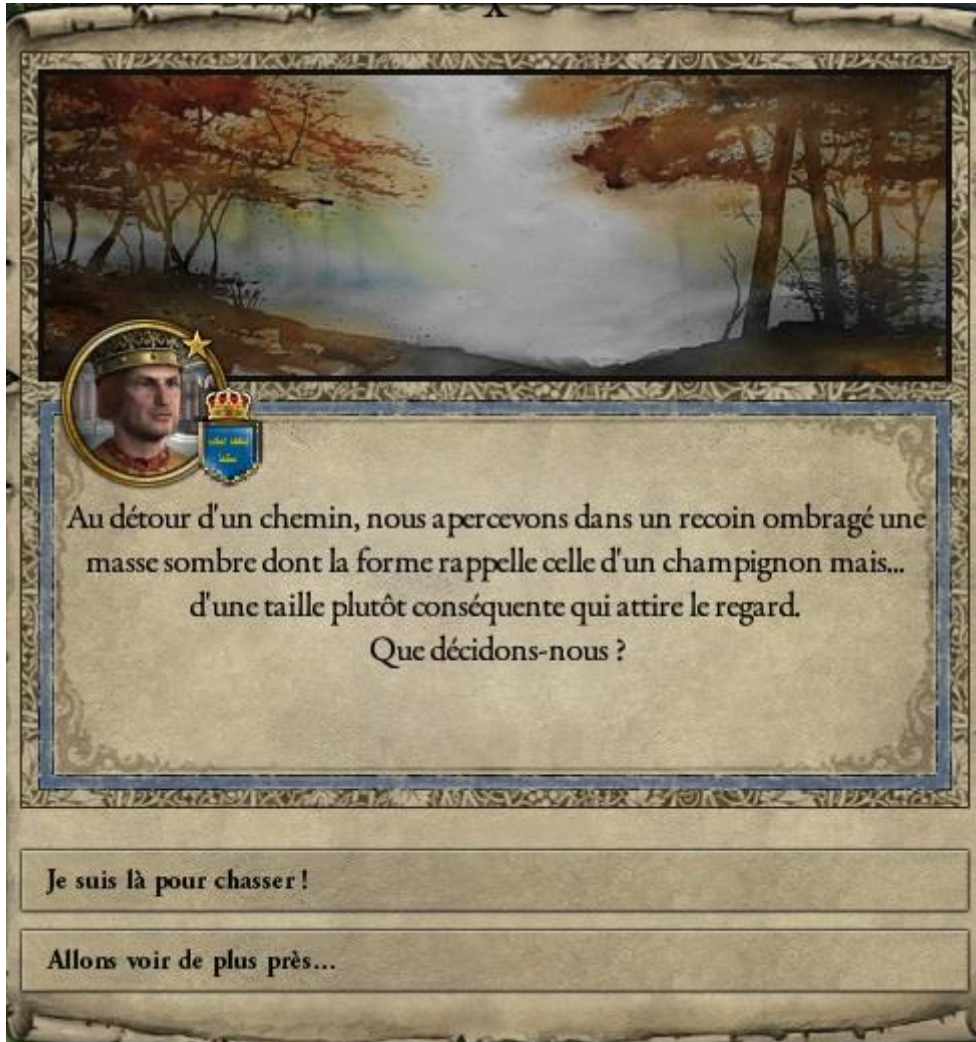 Au détour d'un chemin, nous apercevons dans un recoin ombragé une
masse sombre dont la forme rappelle celle d'un champignon mais...
d'une taille plutôt conséquente qui attire le regard.
Que décidons-nous ?
Je suis là pour chasser !
Allons voir de plus près...